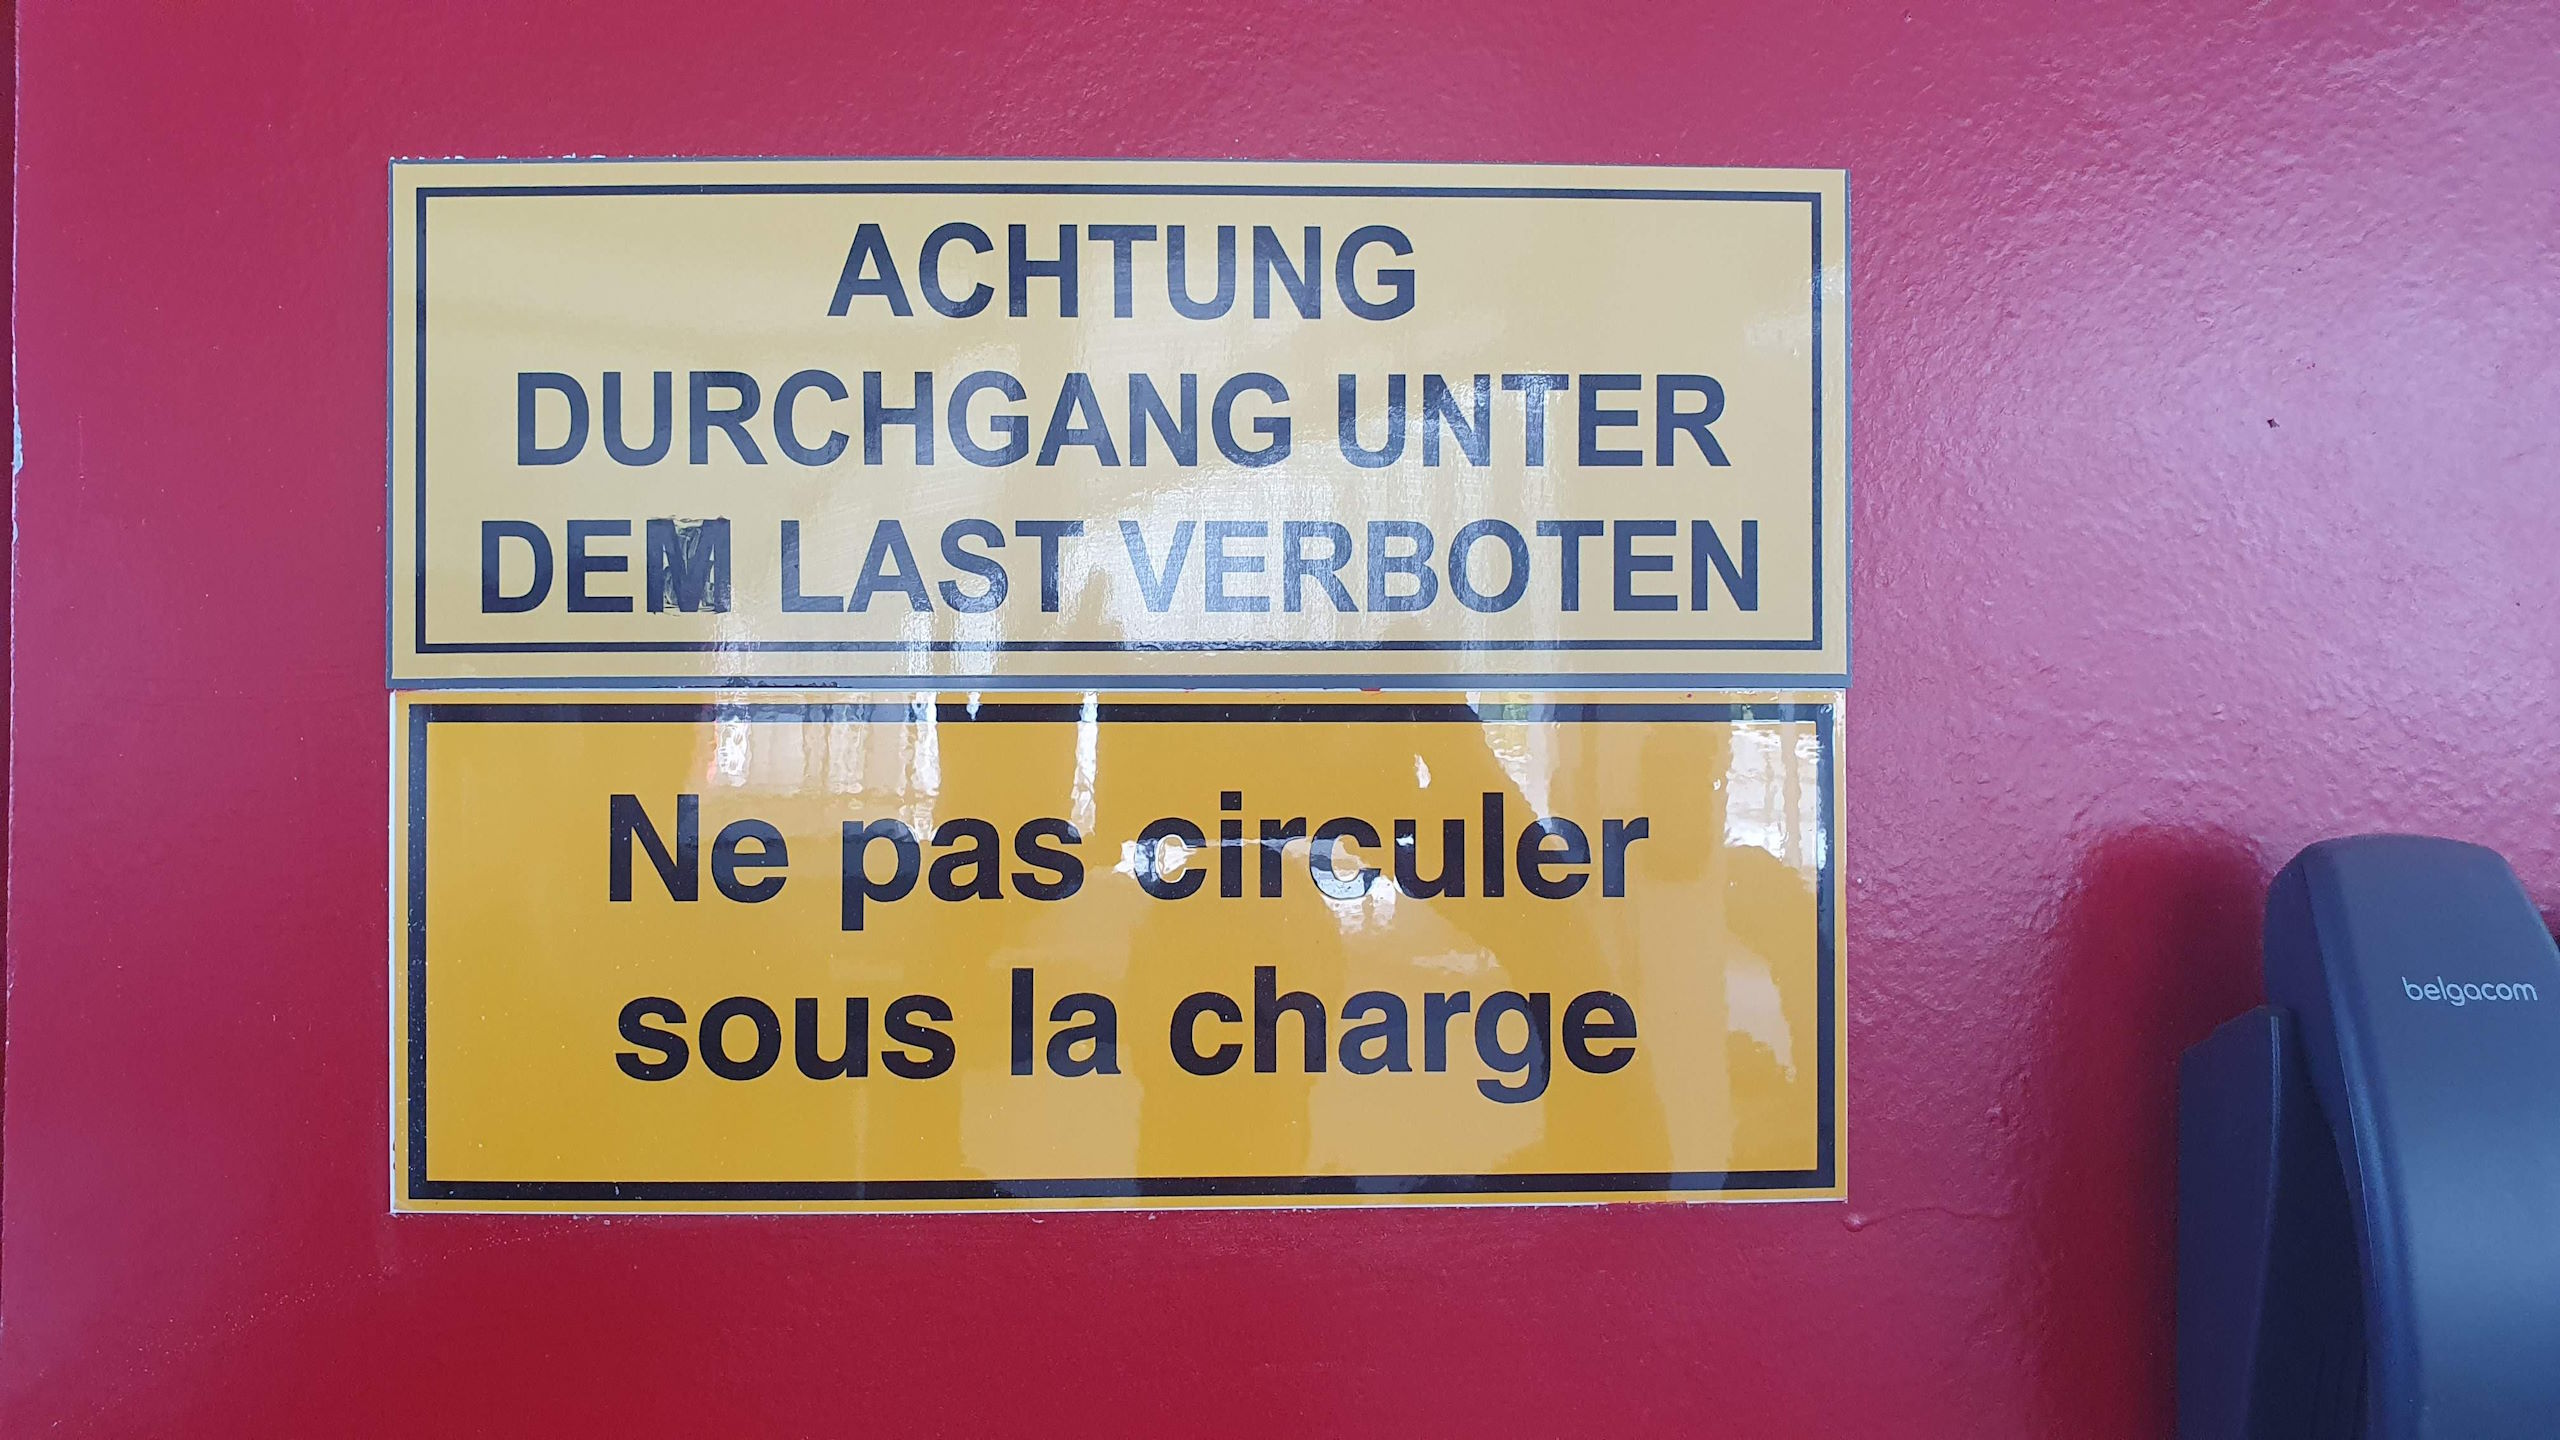 ACHTUNG
DURCHGANG UNTER
DEM LAST VERBOTEN
Ne pas circuler
sous la charge
belgacom